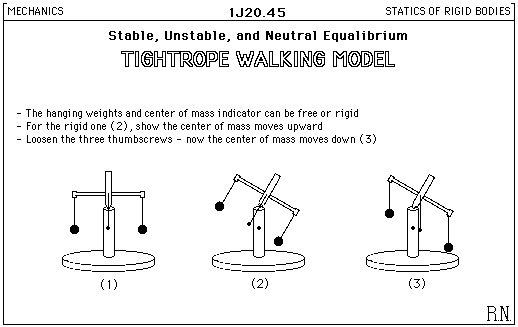 MECHANICS
1J20.45
STATICS OF RIGID BODIES
Stable, Unstable, and Neutral Equalibrium
TIGHTROPE WALKING MODEL
- The hanging weights and center of mass indicator can be free or rigid
- For the rigid one (2), show the center of mass moves upward
- Loosen the three thumbscrews - now the center of mass moves down (3)
(1)
(2)
(3)
R.N.